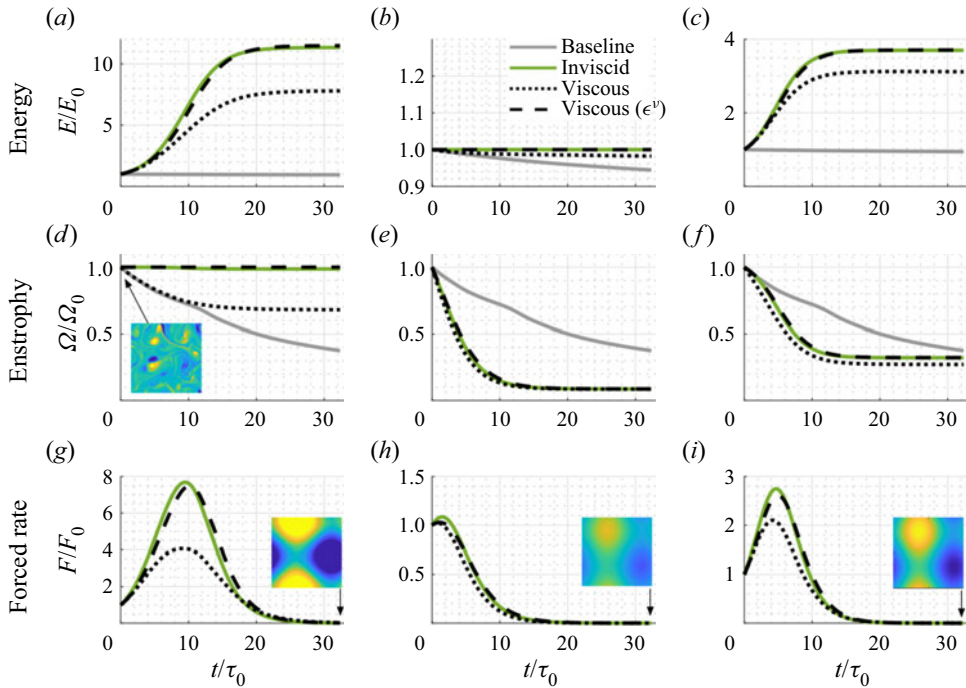 (a) (b) (c)
Energy
E/E0
10
5
0 10 20 30
1.2
1.1
1.0
0.9
0 10 20 30
Baseline
Inviscid
Viscous
Viscous (ϵ^ν)
4
2
0 10 20 30
(d) (e) (f)
Enstrophy
Ω/Ω0
1.0
0.5
0 10 20 30
1.0
0.5
0 10 20 30
1.0
0.5
0 10 20 30
(g) (h) (i)
Forced rate
F/F0
8
6
4
2
0 10 20 30
t/τ0
1.5
1.0
0.5
0 10 20 30
t/τ0
3
2
1
0 10 20 30
t/τ0